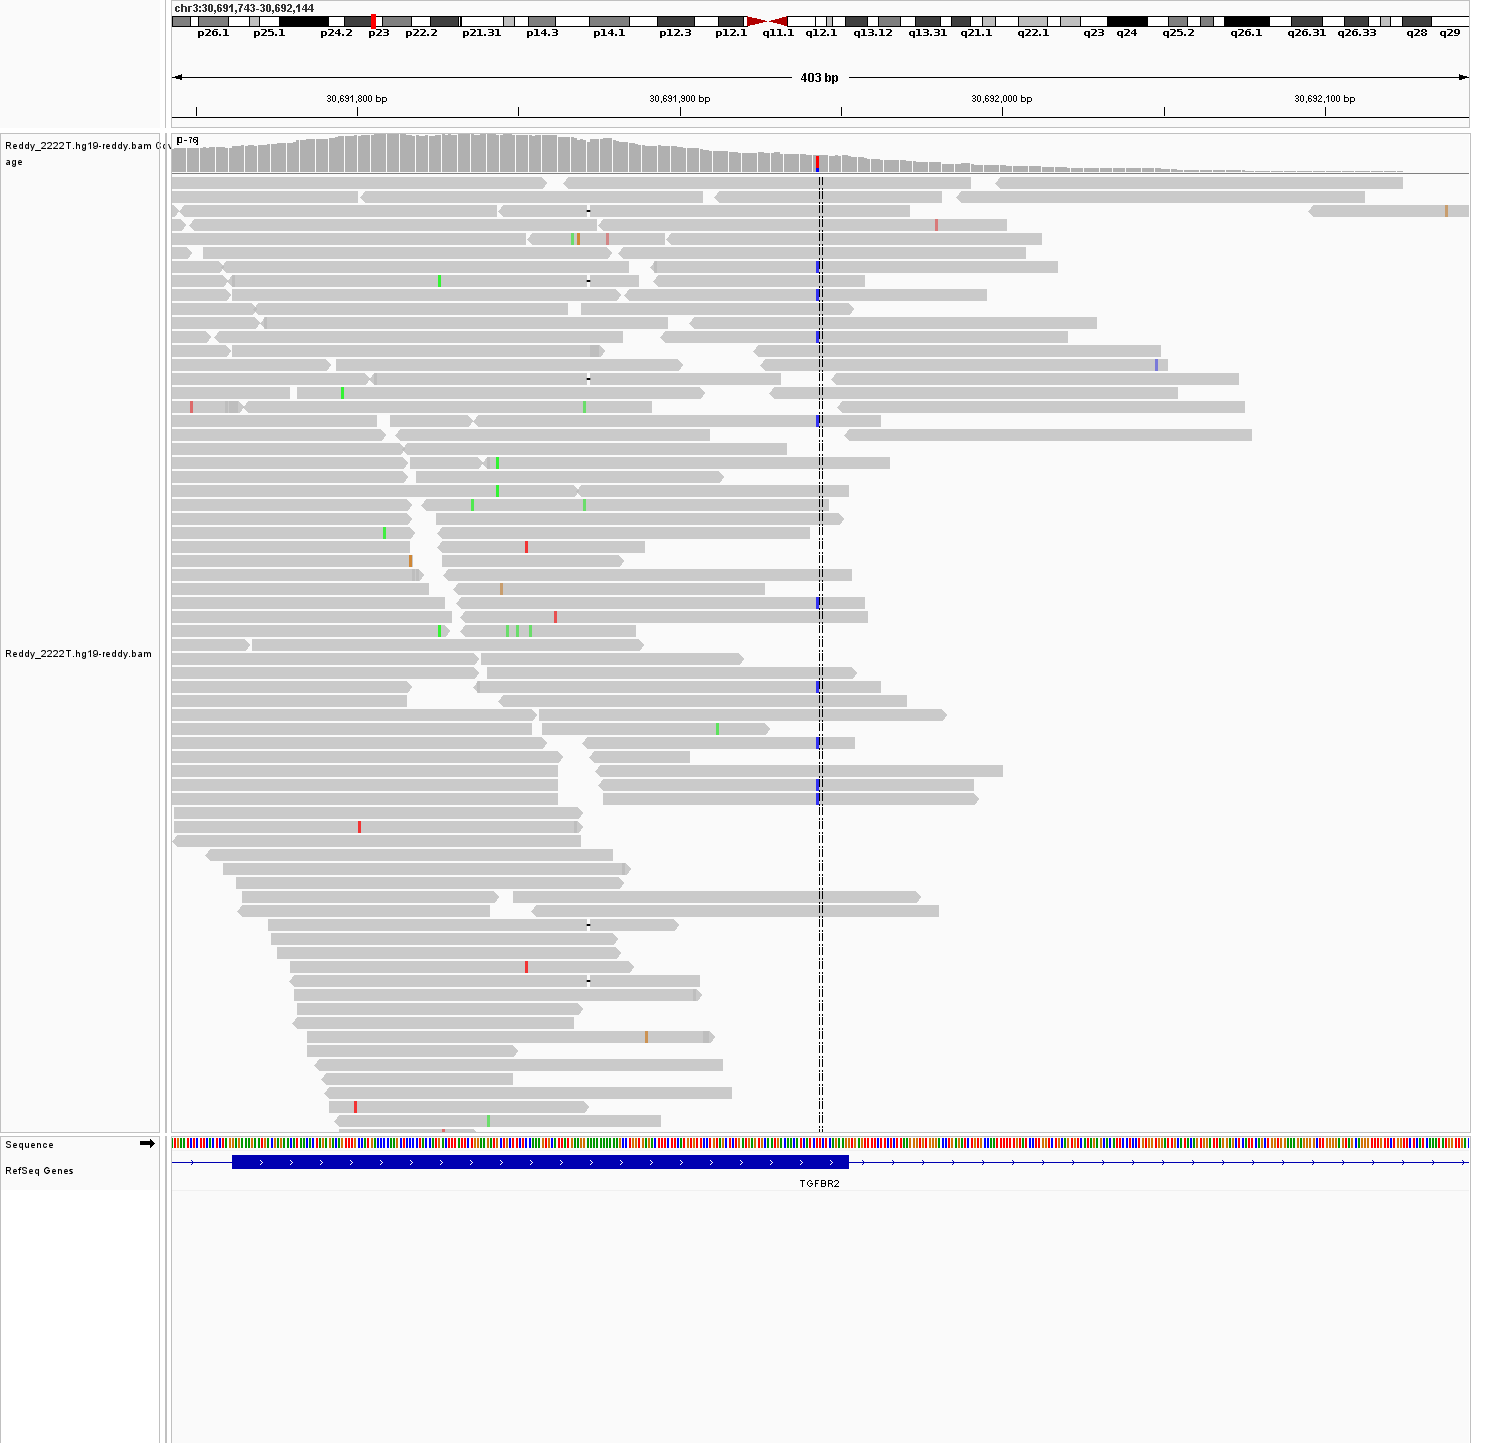 chr3:30,691,743-30,692,144
p26.1 p25.1 p24.2 p23 p22.2 p21.31 p14.3 p14.1 p12.3 p12.1 q11.1 q12.1 q13.12 q13.31 q21.1 q22.1 q23 q24 q25.2 q26.1 q26.31 q26.33 q28 q29
403 bp
30,691,800 bp 30,691,900 bp 30,692,000 bp 30,692,100 bp
[0-76]
Reddy_2222T.hg19-reddy.bam Cov
age
Reddy_2222T.hg19-reddy.bam
Sequence
RefSeq Genes
TGFBR2